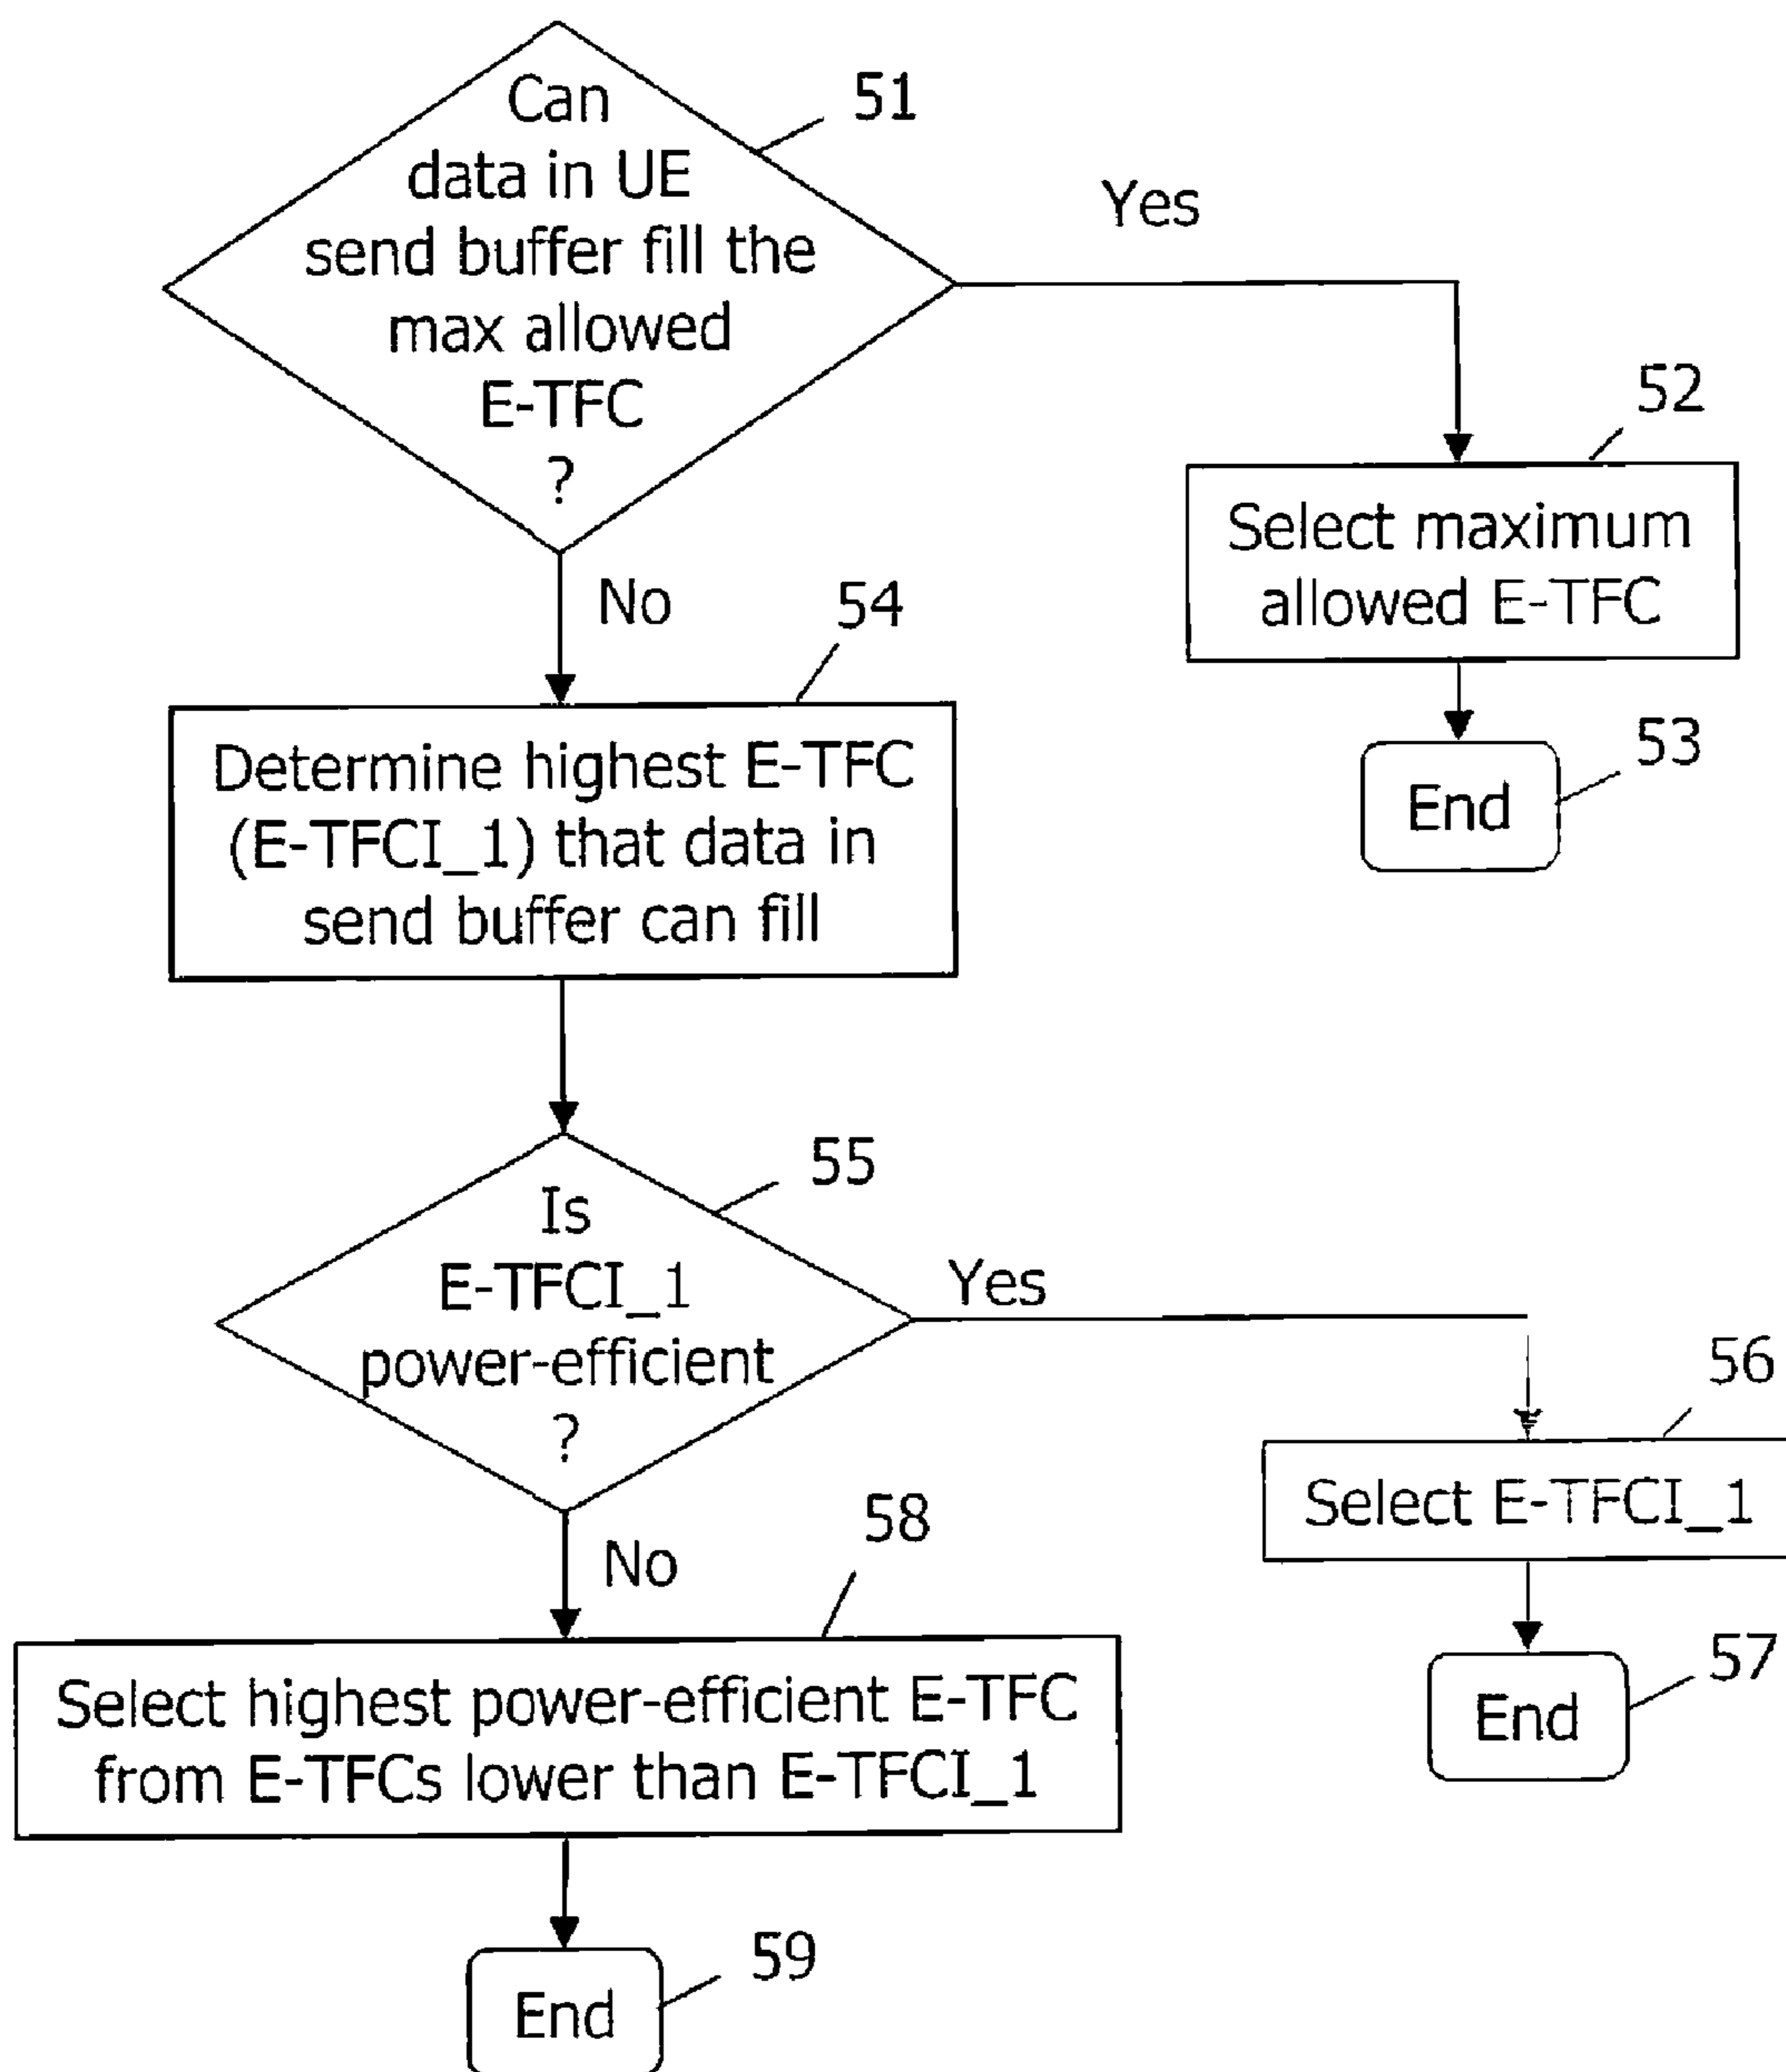 Can
data in UE
send buffer fill the
max allowed
E-TFC
?
51
Yes
52
Select maximum
allowed E-TFC
53
End
No
54
Determine highest E-TFC
(E-TFCI_1) that data in
send buffer can fill
55
Is
E-TFCI_1
power-efficient
?
Yes
56
Select E-TFCI_1
57
End
No
58
Select highest power-efficient E-TFC
from E-TFCs lower than E-TFCI_1
59
End